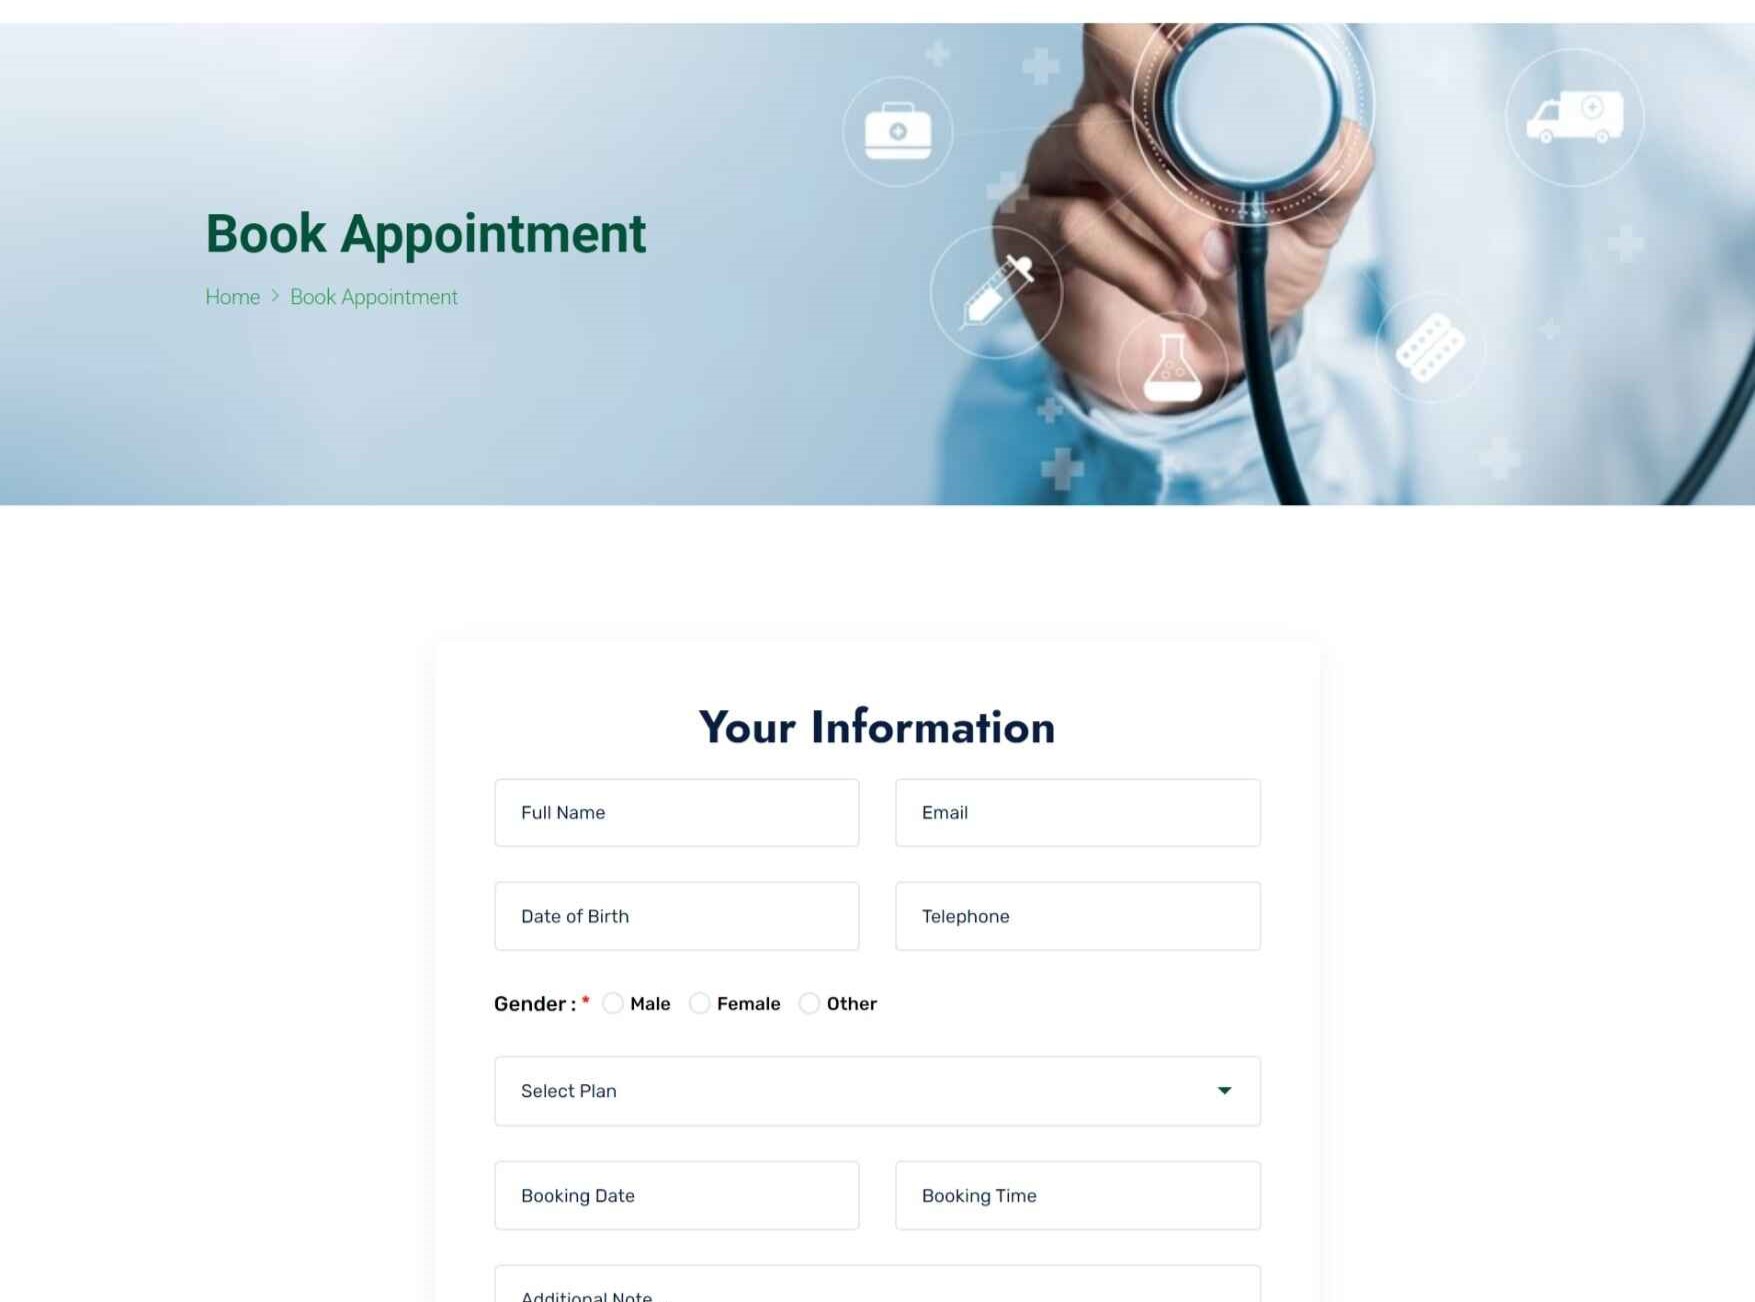 Book Appointment
Home > Book Appointment
Your Information
Full Name
Email
Date of Birth
Telephone
Gender : * Male Female Other
Select Plan
Booking Date
Booking Time
Additional Note...